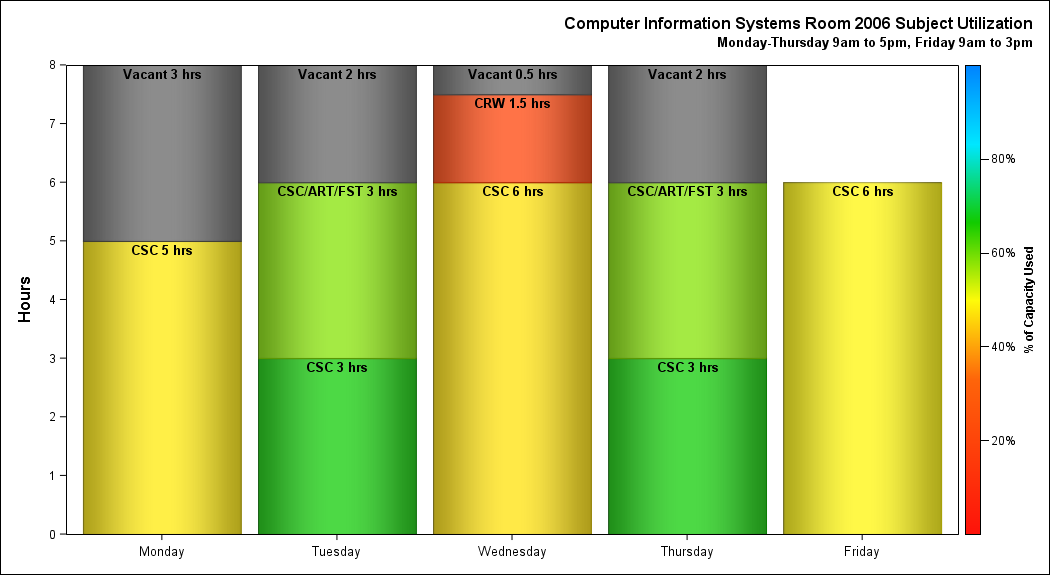 Computer Information Systems Room 2006 Subject Utilization
Monday-Thursday 9am to 5pm, Friday 9am to 3pm
8
7
6
5
4
3
2
1
0
Hours
Vacant 3 hrs
CSC 5 hrs
Vacant 2 hrs
CSC/ART/FST 3 hrs
CSC 3 hrs
Vacant 0.5 hrs
CRW 1.5 hrs
CSC 6 hrs
Vacant 2 hrs
CSC/ART/FST 3 hrs
CSC 3 hrs
CSC 6 hrs
Monday
Tuesday
Wednesday
Thursday
Friday
80%
60%
40%
20%
% of Capacity Used